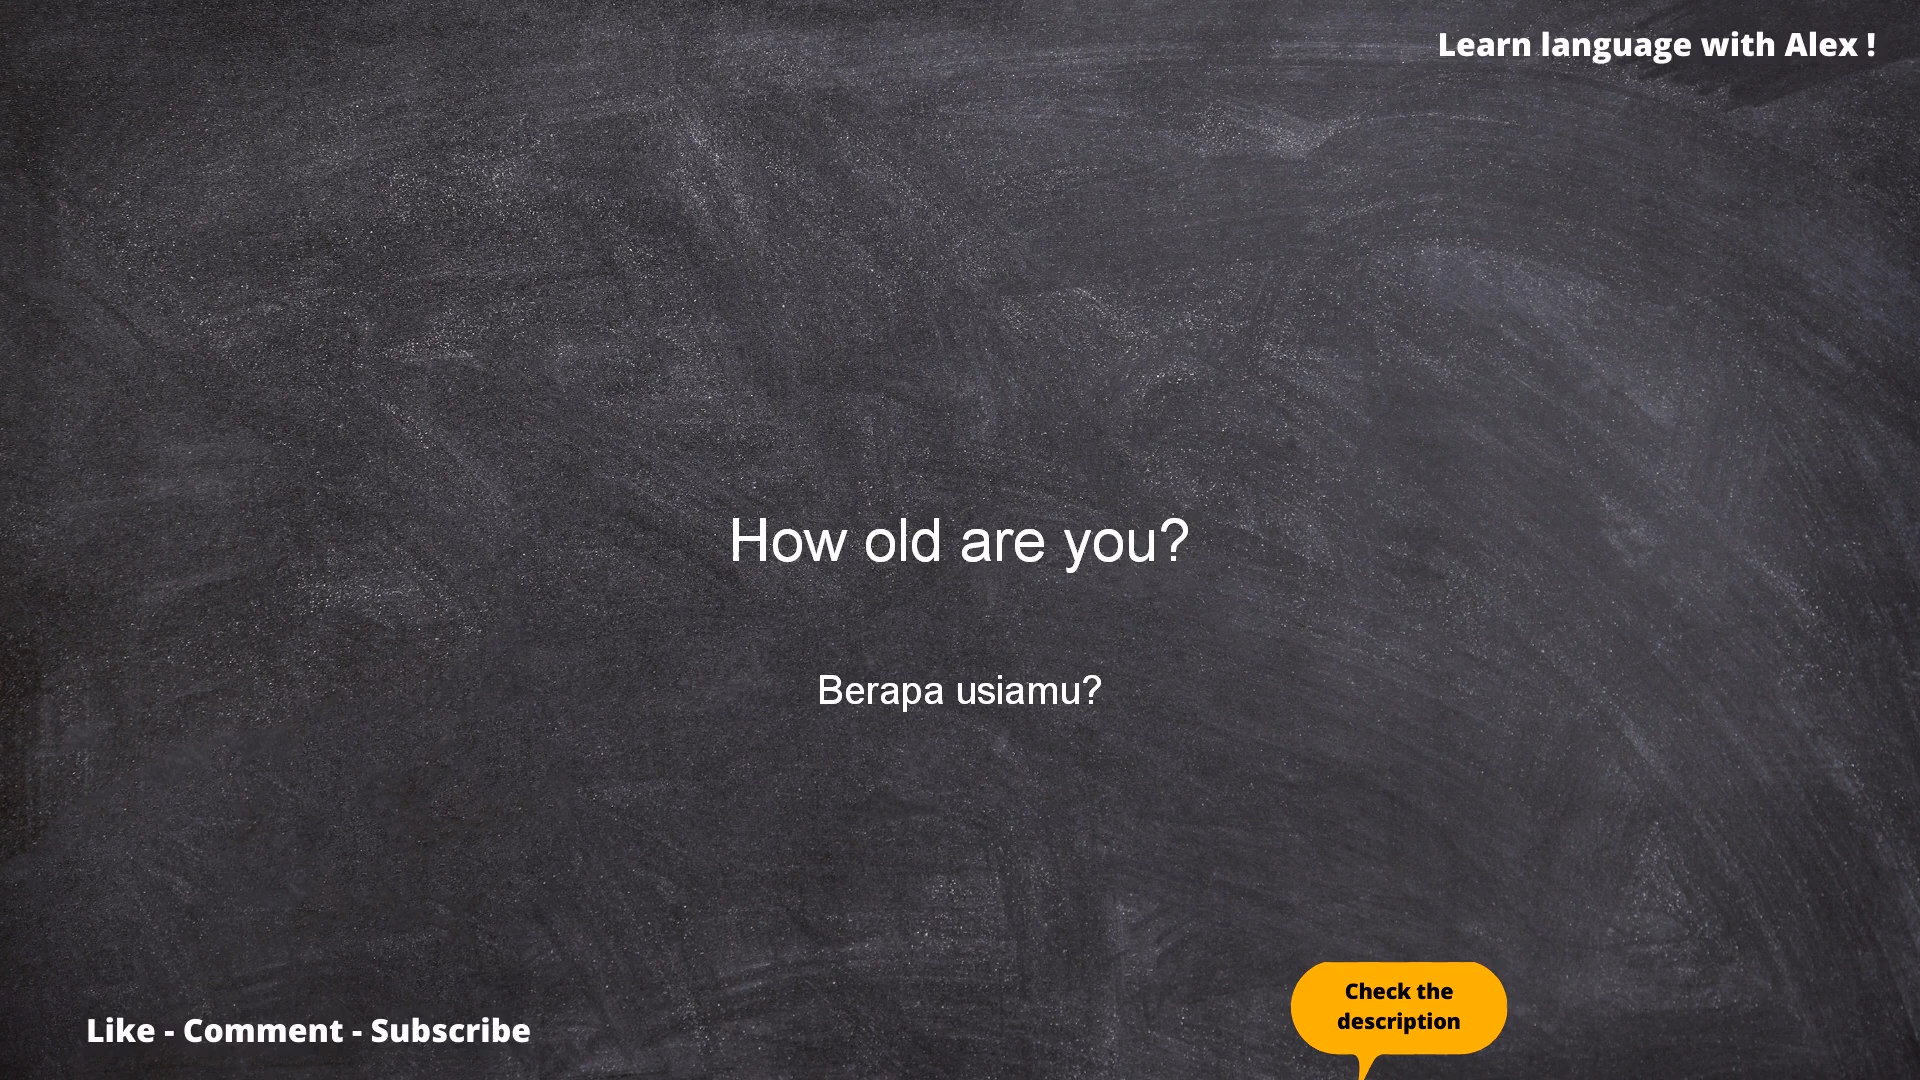 Learn language with Alex !
How old are you?
Berapa usiamu?
Check the
description
Like - Comment - Subscribe